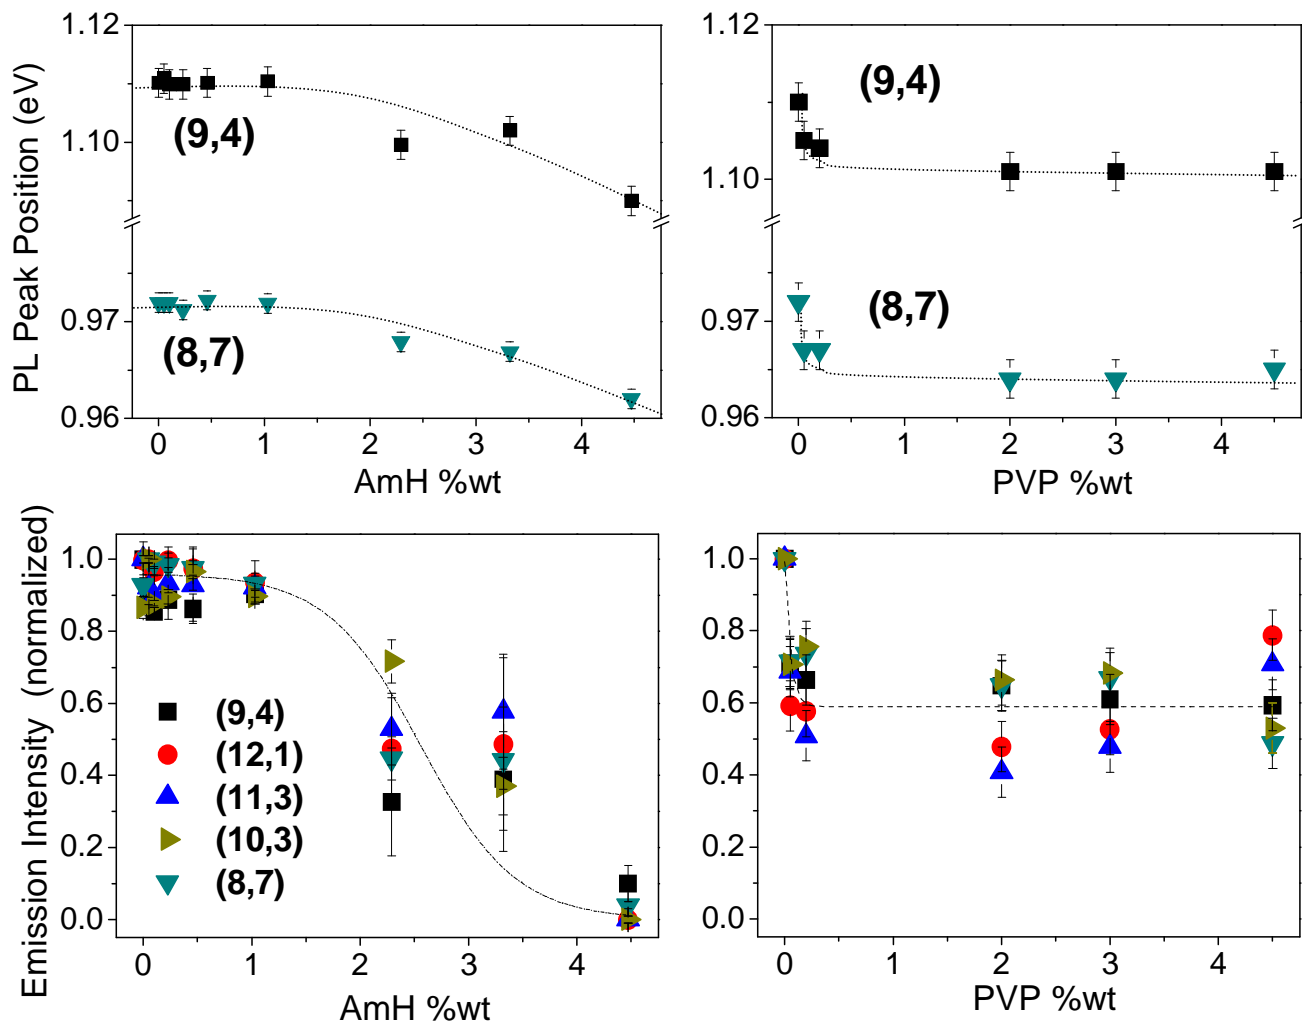 PL Peak Position (eV)
1.12
1.10
0.97
0.96
(9,4)
(8,7)
0 1 2 3 4
AmH %wt
1.12
1.10
0.97
0.96
(9,4)
(8,7)
0 1 2 3 4
PVP %wt
Emission Intensity (normalized)
1.0
0.8
0.6
0.4
0.2
0.0
(9,4)
(12,1)
(11,3)
(10,3)
(8,7)
0 1 2 3 4
AmH %wt
1.0
0.8
0.6
0.4
0.2
0.0
0 1 2 3 4
PVP %wt